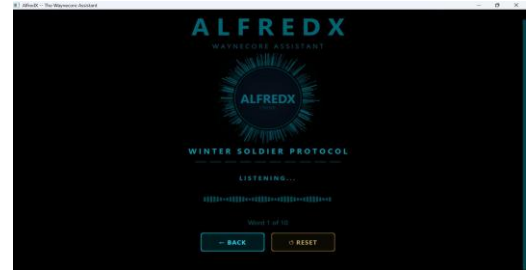 AlfredX — The Waynecore Assistant
ALFREDX
WAYNECORE ASSISTANT
ALFREDX
WINTER SOLDIER PROTOCOL
LISTENING...
Word 1 of 10
← BACK
↺ RESET